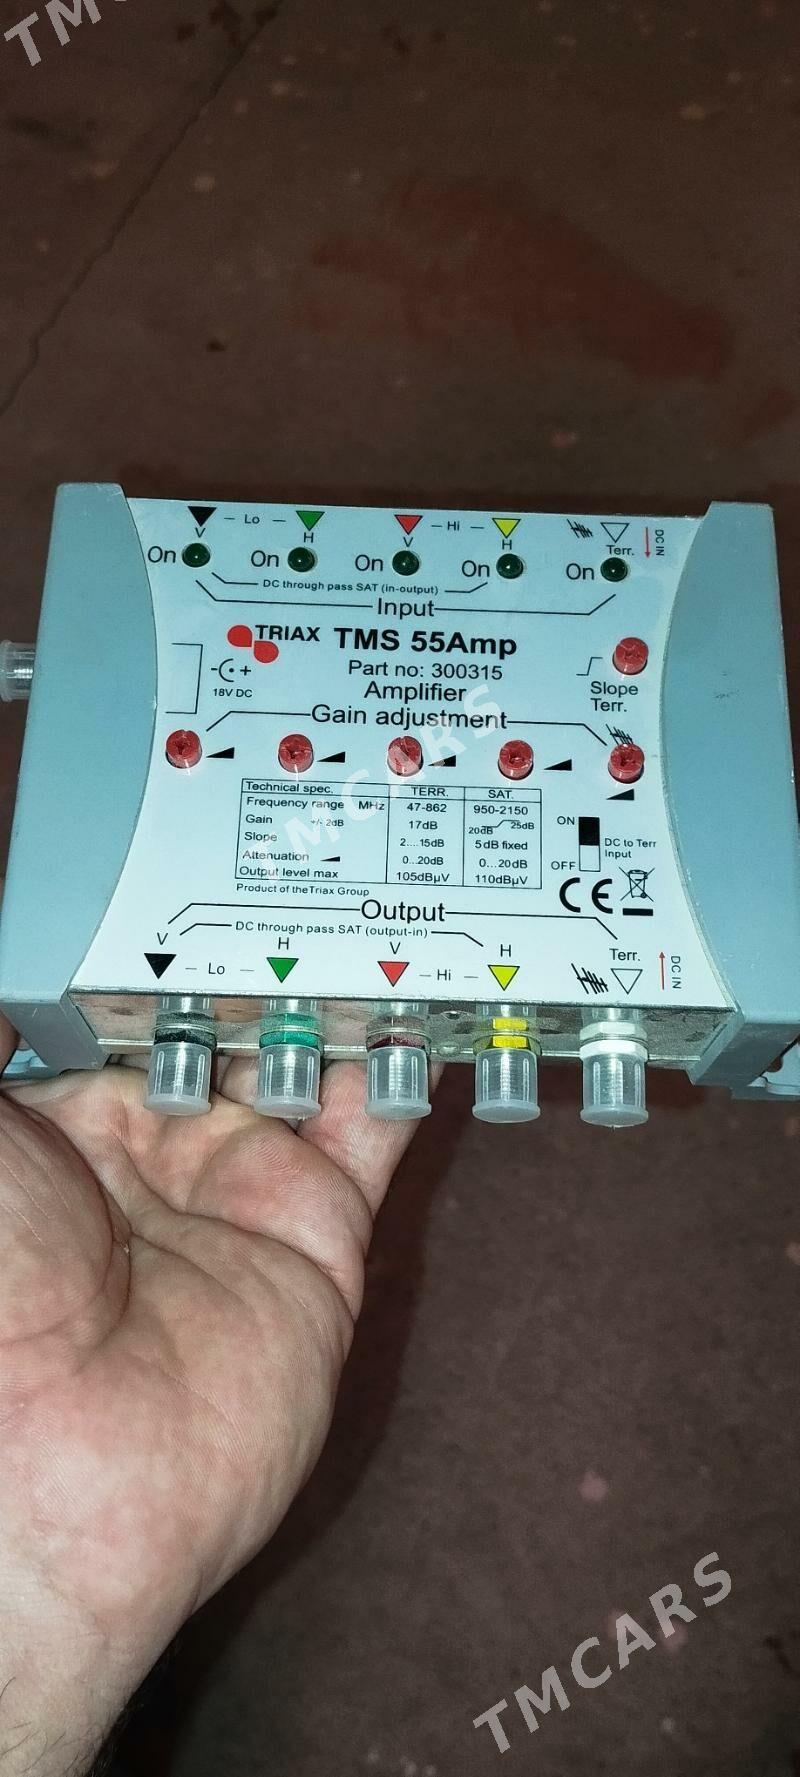 TMCARS
Lo
Hi
V
H
V
H
Terr.
DC IN
On
On
On
On
On
DC through pass SAT (in-output)
Input
TRIAX TMS 55Amp
Part no: 300315
18V DC
Amplifier
Slope
Terr.
Gain adjustment
TMCARS
Technical spec. TERR. SAT.
Frequency range MHz 47-862 950-2150
Gain +/- 2dB 17dB 20dB 25dB
Slope 2....15dB 5dB fixed
Attenuation 0...20dB 0...20dB
Output level max 105dBµV 110dBµV
ON
OFF
DC to Terr
Input
Product of the Triax Group
CE
Output
DC through pass SAT (output-in)
V
H
V
H
Terr.
Lo
Hi
DC IN
TMCARS